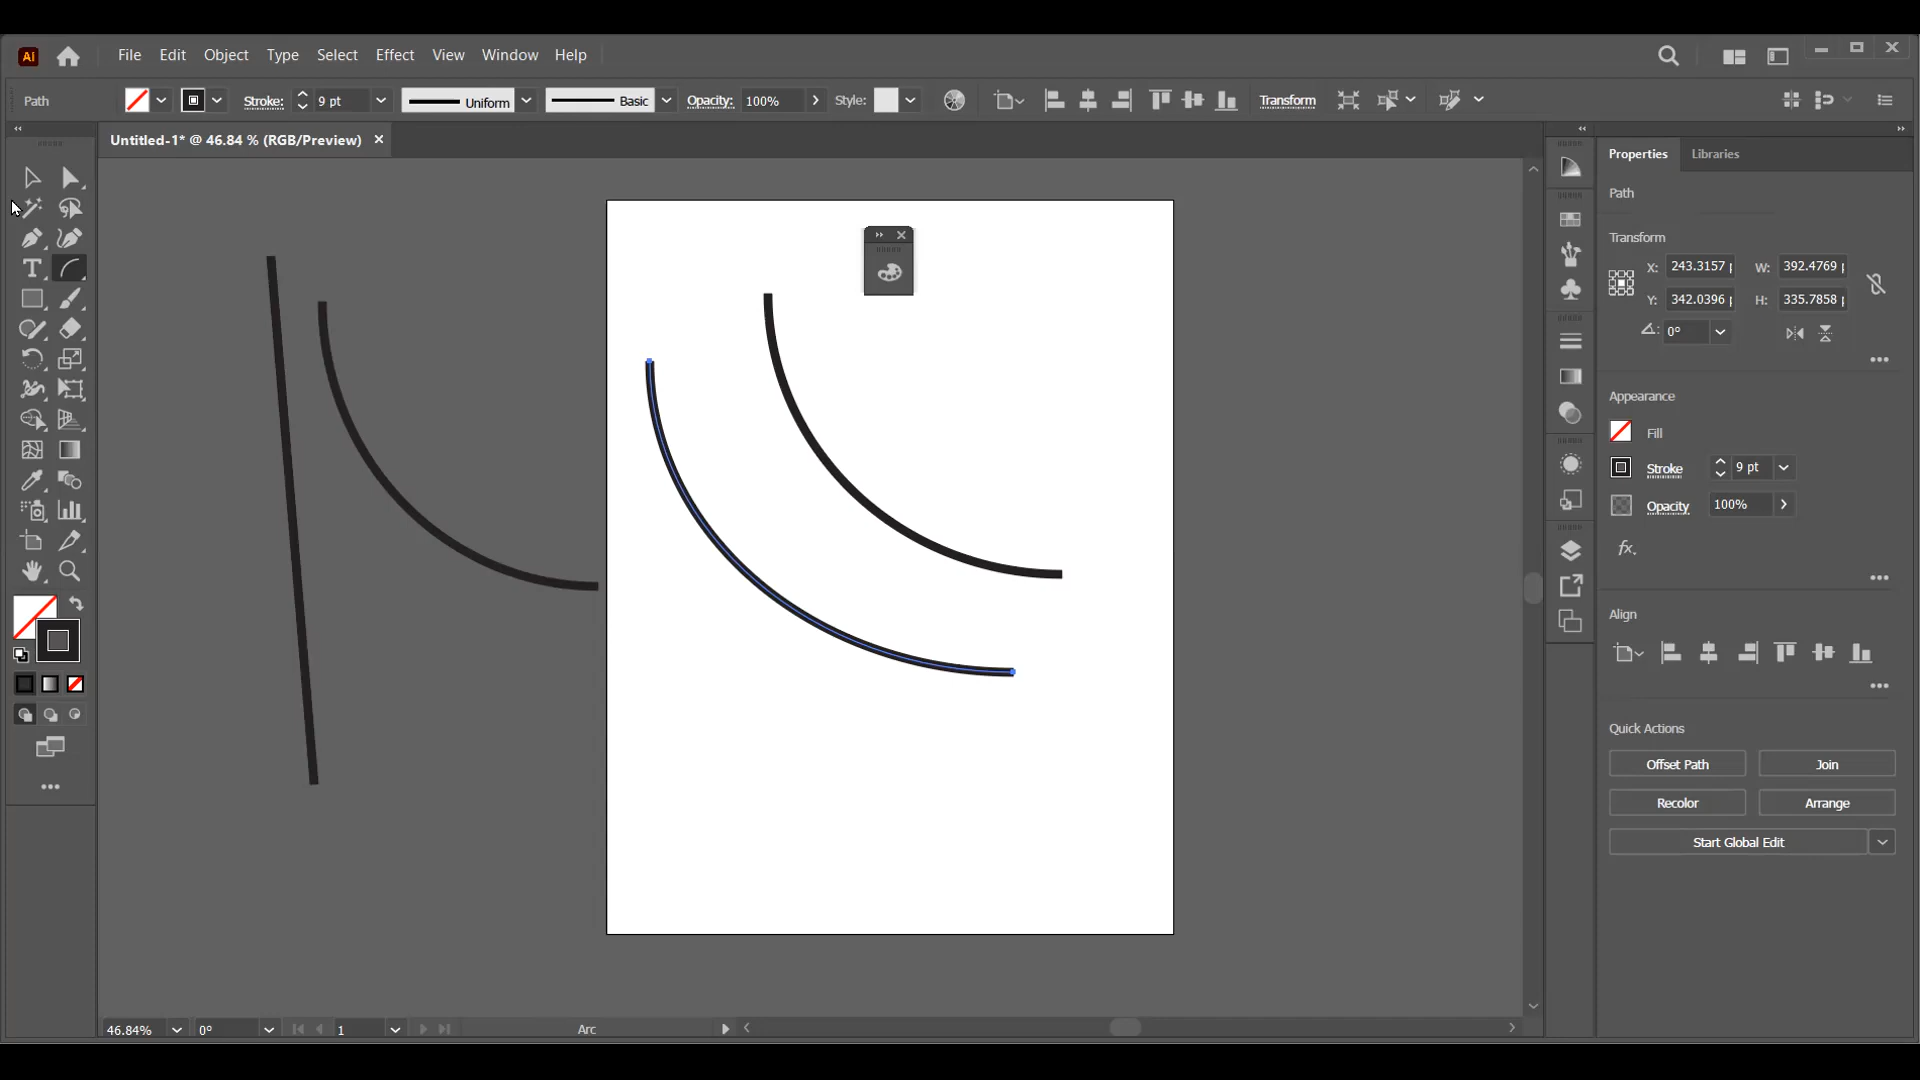 Ai File Edit Object Type Select Effect View Window Help
Path Stroke: 9 pt Uniform Basic Opacity: 100% Style: Transform
Untitled-1* @ 46.84 % (RGB/Preview)
Properties Libraries
Path
Transform
X: 243.3157 W: 392.4769
Y: 342.0396 H: 335.7858
0°
Appearance
Fill
Stroke 9 pt
Opacity 100%
fx.
Align
Quick Actions
Offset Path Join
Recolor Arrange
Start Global Edit
46.84% 0° 1 Arc